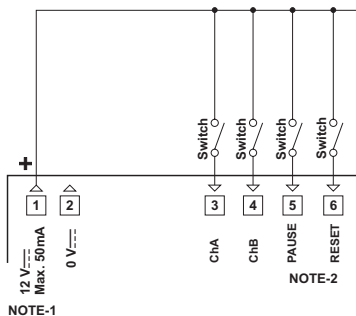 Switch
Switch
Switch
Switch
+
1
2
3
4
5
6
12 V
Max. 50mA
0 V
ChA
ChB
PAUSE
RESET
NOTE-2
NOTE-1